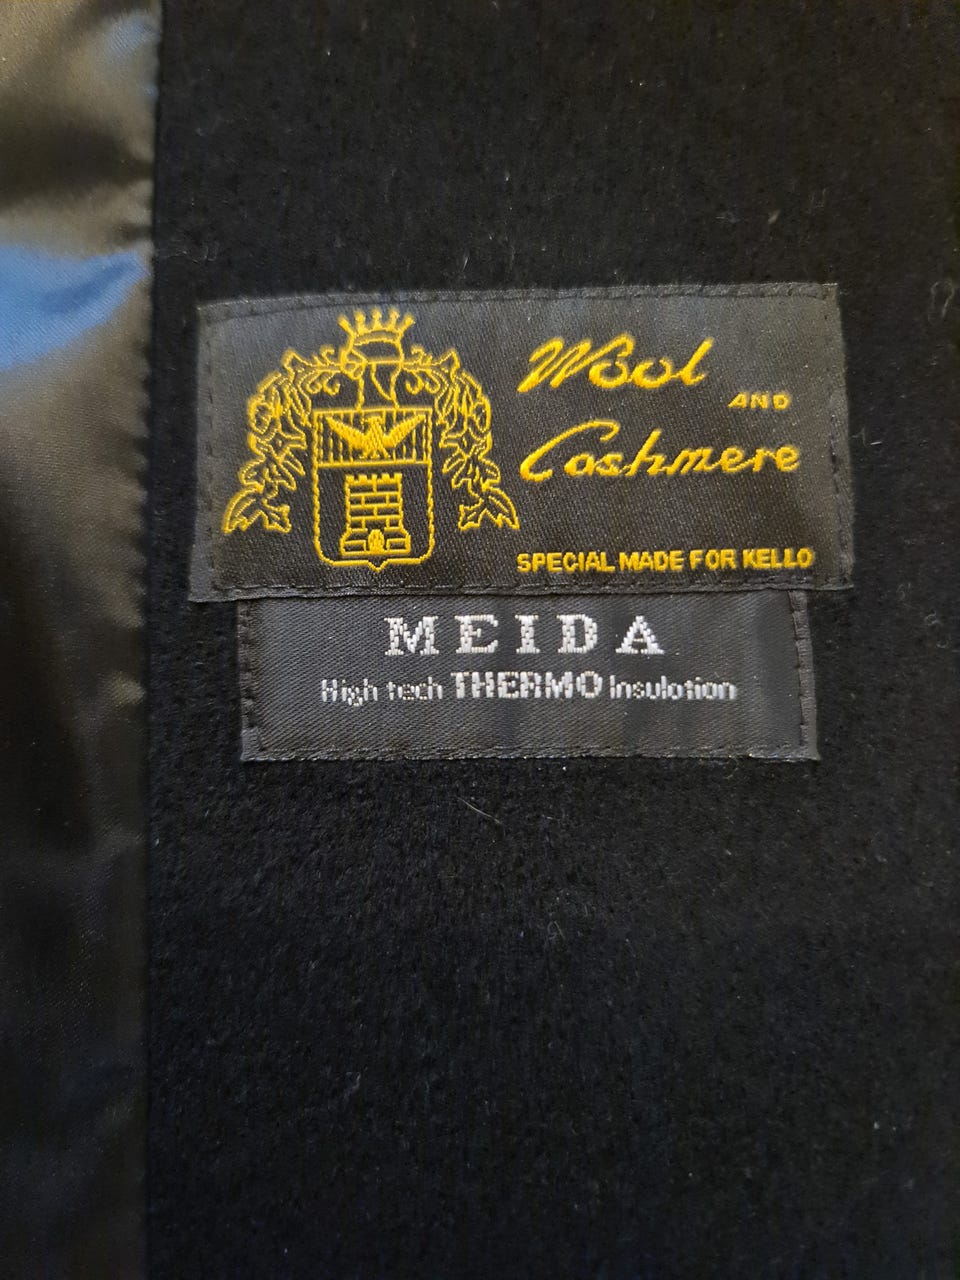 Wool
AND
Cashmere
SPECIAL MADE FOR KELLO
MEIDA
High tech THERMO Insulation